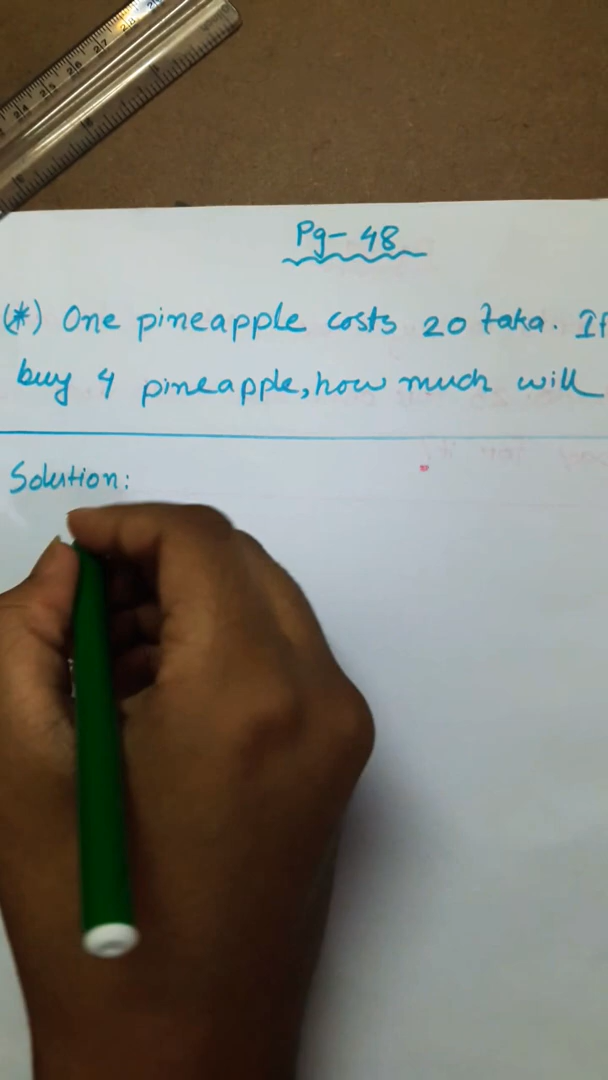 Pg- 48
(*) One pineapple costs 20 taka. If
buy 4 pineapple, how much will
Solution: